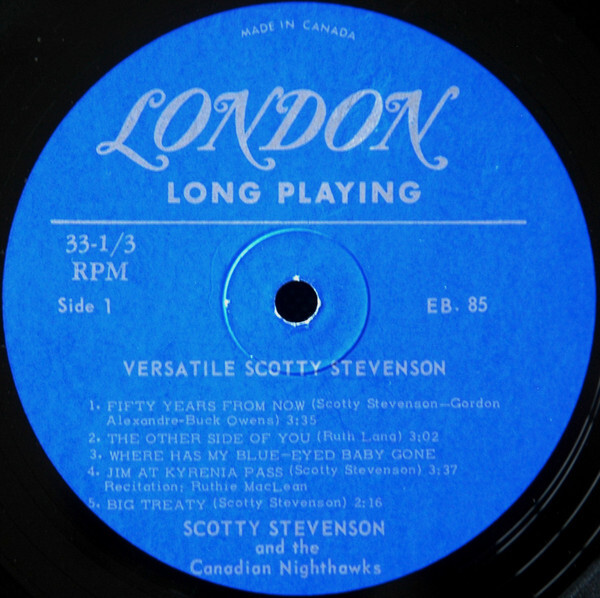 MADE IN CANADA
LONDON
LONG PLAYING
33-1/3
RPM
Side 1
EB. 85
VERSATILE SCOTTY STEVENSON
1. FIFTY YEARS FROM NOW (Scotty Stevenson—Gordon
Alexandre-Buck Owens) 3:35
2. THE OTHER SIDE OF YOU (Ruth Lang) 3:02
3. WHERE HAS MY BLUE-EYED BABY GONE
4. JIM AT KYRENIA PASS (Scotty Stevenson) 3:37
Recitation: Ruthie MacLean
5. BIG TREATY (Scotty Stevenson) 2:16
SCOTTY STEVENSON
and the
Canadian Nighthawks